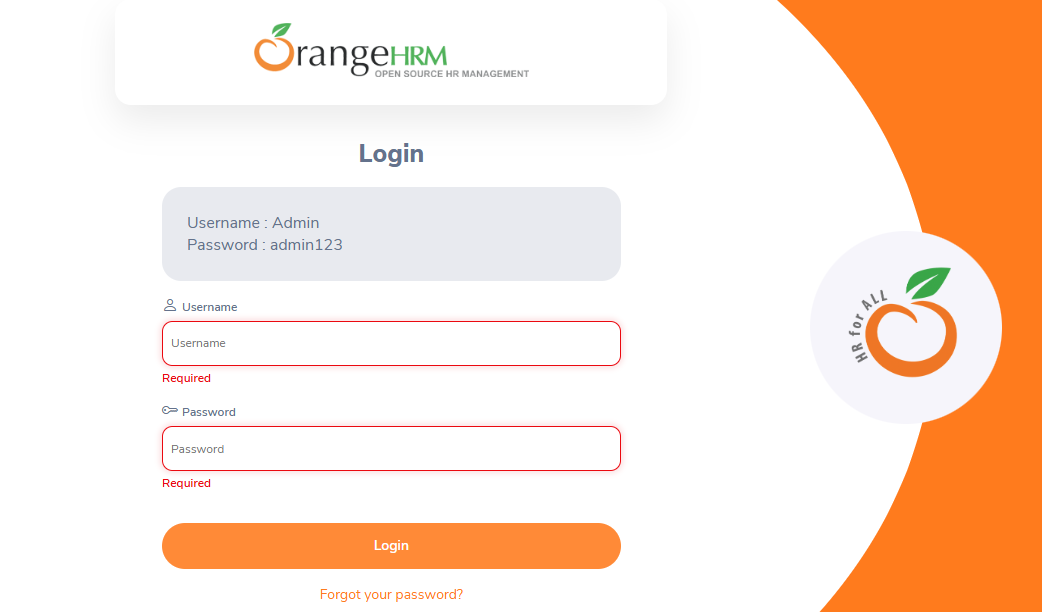 OrangeHRM
OPEN SOURCE HR MANAGEMENT
Login
Username : Admin
Password : admin123
Username
Username
Required
Password
Password
Required
Login
Forgot your password?
HR for ALL